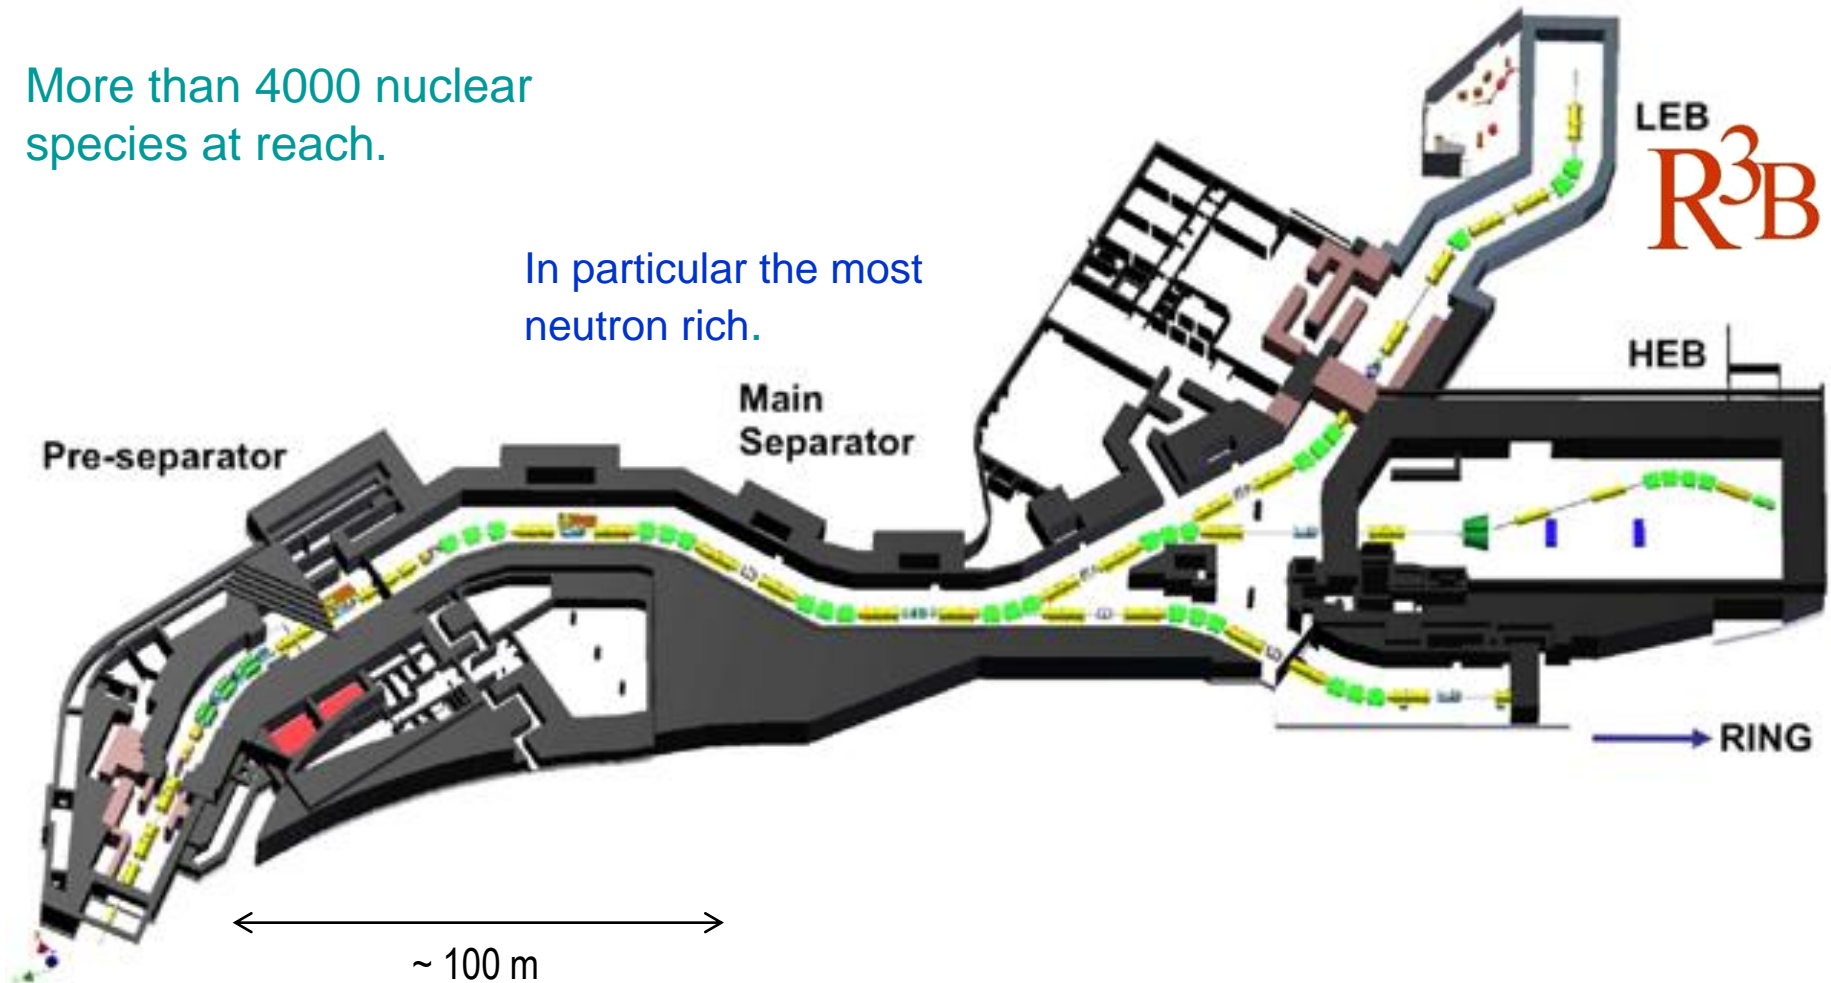 More than 4000 nuclear
species at reach.
LEB
R³B
In particular the most
neutron rich.
HEB
Main
Separator
Pre-separator
RING
~ 100 m